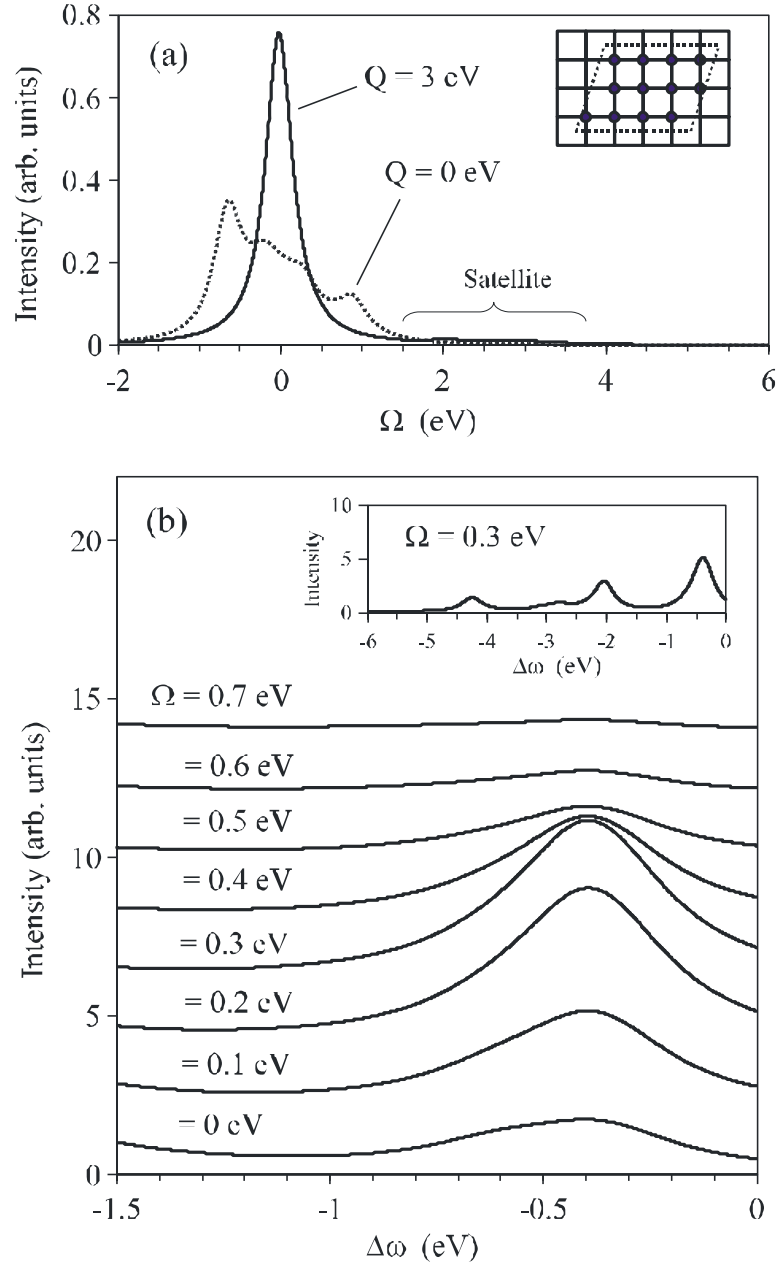 (a)
Q = 3 eV
Q = 0 eV
Satellite
Intensity (arb. units)
0.8
0.6
0.4
0.2
0
-2 0 2 4 6
Ω (eV)
(b)
Ω = 0.3 eV
Intensity
10
5
0
-6 -5 -4 -3 -2 -1 0
Δω (eV)
Intensity (arb. units)
20
15
10
5
0
Ω = 0.7 eV
= 0.6 eV
= 0.5 eV
= 0.4 eV
= 0.3 eV
= 0.2 eV
= 0.1 eV
= 0 eV
-1.5 -1 -0.5 0
Δω (eV)